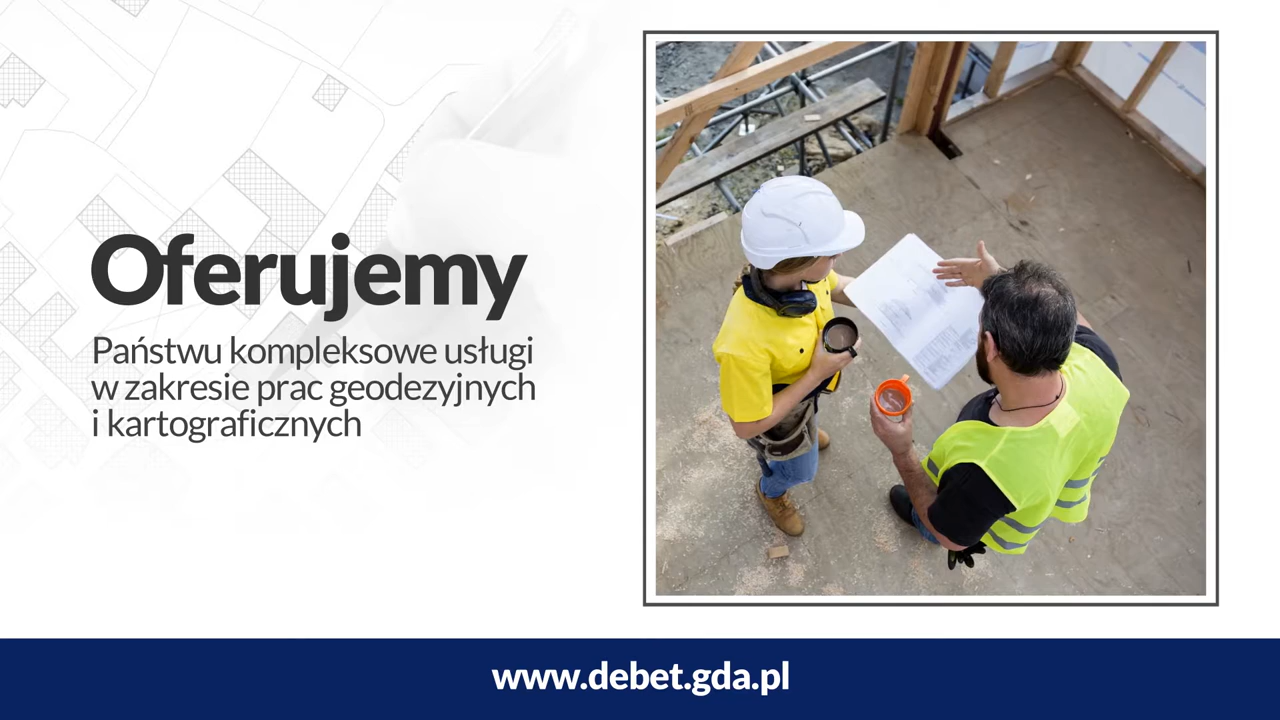 Oferujemy
Państwu kompleksowe usługi
w zakresie prac geodezyjnych
i kartograficznych
www.debet.gda.pl